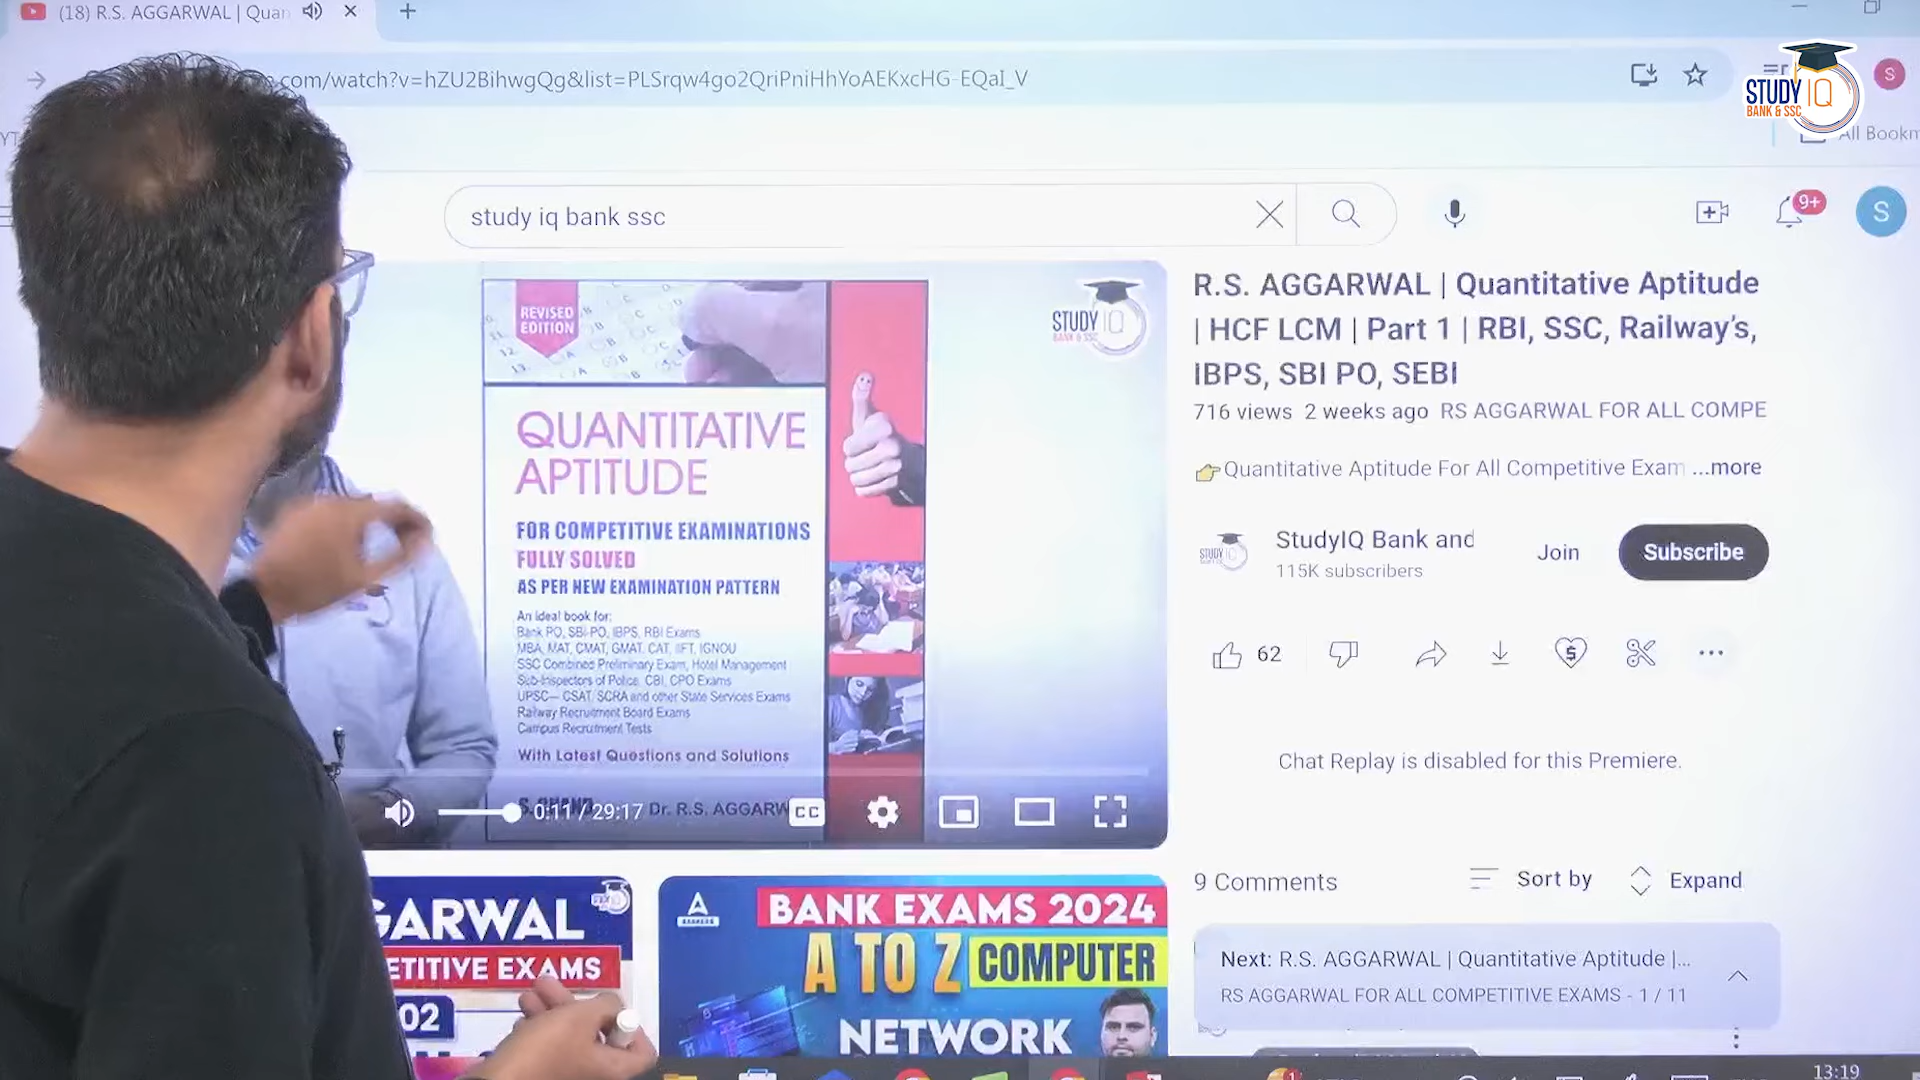 (18) R.S. AGGARWAL | Quan
com/watch?v=hZU2BihwgQg&list=PLSrqw4go2QriPniHhYoAEKxcHG-EQaI_V
S
STUDY IQ
BANK & SSC
All Bookm
study iq bank ssc
9+
S
REVISED
EDITION
QUANTITATIVE
APTITUDE
FOR COMPETITIVE EXAMINATIONS
FULLY SOLVED
AS PER NEW EXAMINATION PATTERN
An ideal book for:
Bank PO, SBI-PO, IBPS, RBI Exams
MBA, MAT, CMAT, GMAT, CAT, IIFT, IGNOU
SSC Combined Preliminary Exam, Hotel Management
Sub-Inspectors of Police, CBI, CPO Exams
UPSC— CSAT, SCRA and other State Services Exams
Railway Recruitment Board Exams
Campus Recruitment Tests
With Latest Questions and Solutions
S. CHAND
Dr. R.S. AGGARW
0:11 / 29:17
CC
STUDY IQ
BANK & SSC
R.S. AGGARWAL | Quantitative Aptitude
| HCF LCM | Part 1 | RBI, SSC, Railway's,
IBPS, SBI PO, SEBI
716 views 2 weeks ago RS AGGARWAL FOR ALL COMPE
Quantitative Aptitude For All Competitive Exam ...more
StudyIQ Bank and
115K subscribers
Join
Subscribe
62
Chat Replay is disabled for this Premiere.
9 Comments
Sort by
Expand
Next: R.S. AGGARWAL | Quantitative Aptitude |...
RS AGGARWAL FOR ALL COMPETITIVE EXAMS - 1 / 11
GARWAL
ETITIVE EXAMS
02
BANK EXAMS 2024
A TO Z COMPUTER
NETWORK
13:19